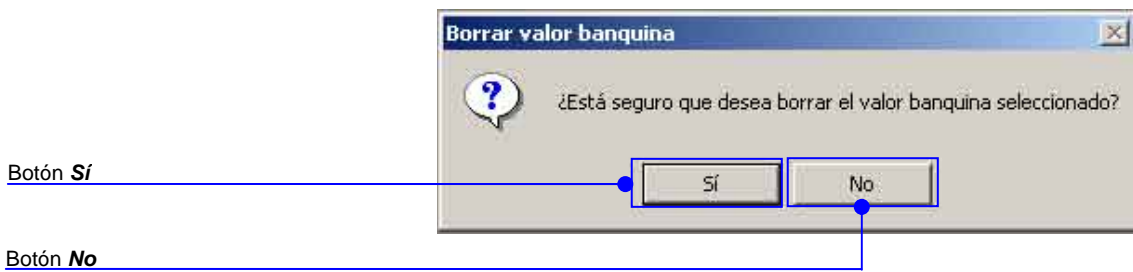 Borrar valor banquina
¿Está seguro que desea borrar el valor banquina seleccionado?
Botón Sí
Sí
No
Botón No